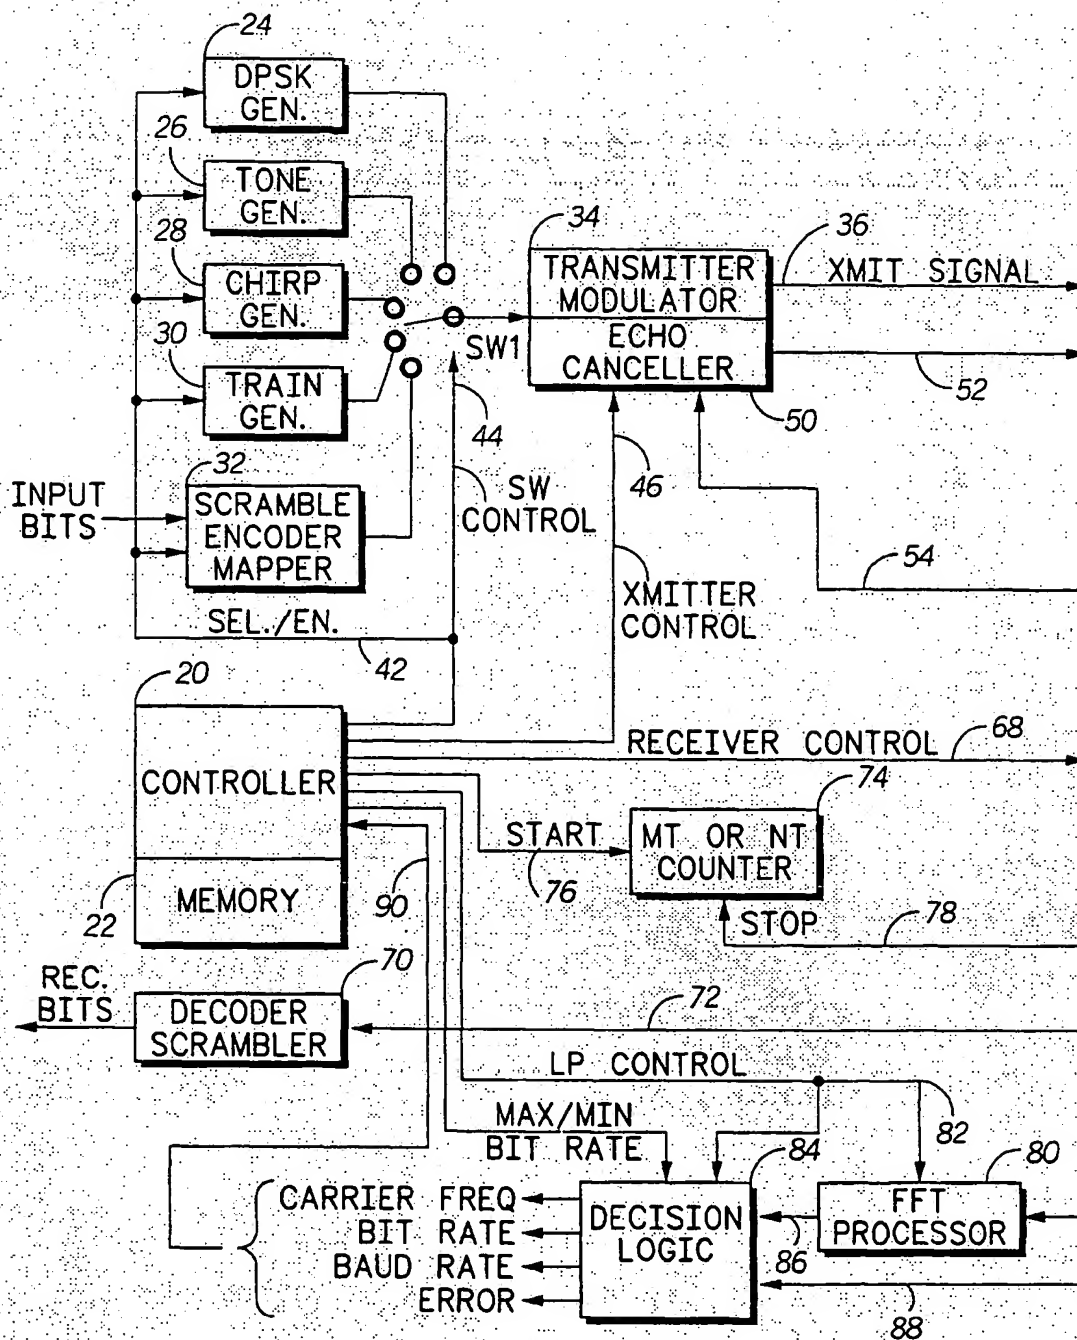 24
DPSK
GEN.
26
TONE
GEN.
28
CHIRP
GEN.
30
TRAIN
GEN.
32
INPUT
BITS
SCRAMBLE
ENCODER
MAPPER
SW1
44
SW
CONTROL
34
TRANSMITTER
MODULATOR
ECHO
CANCELLER
36
XMIT SIGNAL
52
50
46
54
XMITTER
CONTROL
SEL./EN.
42
20
CONTROLLER
MEMORY
22
90
RECEIVER CONTROL
68
74
START
76
MT OR NT
COUNTER
STOP
78
REC.
BITS
70
DECODER
SCRAMBLER
72
LP CONTROL
82
MAX/MIN
BIT RATE
84
80
CARRIER FREQ
BIT RATE
BAUD RATE
ERROR
DECISION
LOGIC
86
FFT
PROCESSOR
88